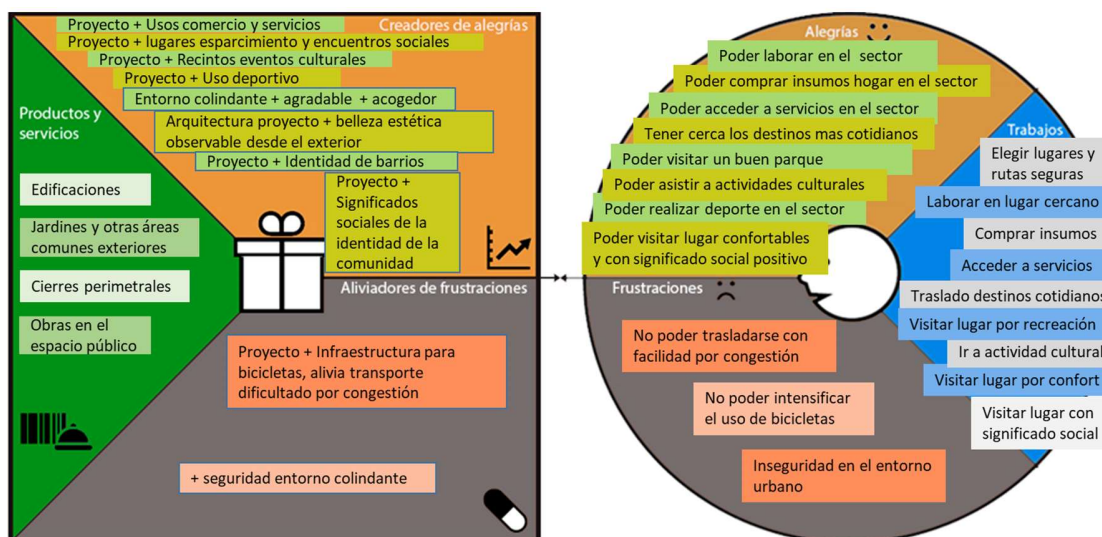 Creadores de alegrías
Proyecto + Usos comercio y servicios
Proyecto + lugares esparcimiento y encuentros sociales
Proyecto + Recintos eventos culturales
Proyecto + Uso deportivo
Entorno colindante + agradable + acogedor
Arquitectura proyecto + belleza estética
observable desde el exterior
Proyecto + Identidad de barrios
Proyecto +
Significados
sociales de la
identidad de la
comunidad
Productos y
servicios
Edificaciones
Jardines y otras áreas
comunes exteriores
Cierres perimetrales
Obras en el
espacio público
Aliviadores de frustraciones
Proyecto + Infraestructura para
bicicletas, alivia transporte
dificultado por congestión
+ seguridad entorno colindante
Alegrías
Poder laborar en el sector
Poder comprar insumos hogar en el sector
Poder acceder a servicios en el sector
Tener cerca los destinos mas cotidianos
Poder visitar un buen parque
Poder asistir a actividades culturales
Poder realizar deporte en el sector
Poder visitar lugar confortables
y con significado social positivo
Frustraciones
No poder trasladarse con
facilidad por congestión
No poder intensificar
el uso de bicicletas
Inseguridad en el entorno
urbano
Trabajos
Elegir lugares y
rutas seguras
Laborar en lugar cercano
Comprar insumos
Acceder a servicios
Traslado destinos cotidianos
Visitar lugar por recreación
Ir a actividad cultural
Visitar lugar por confort
Visitar lugar con
significado social